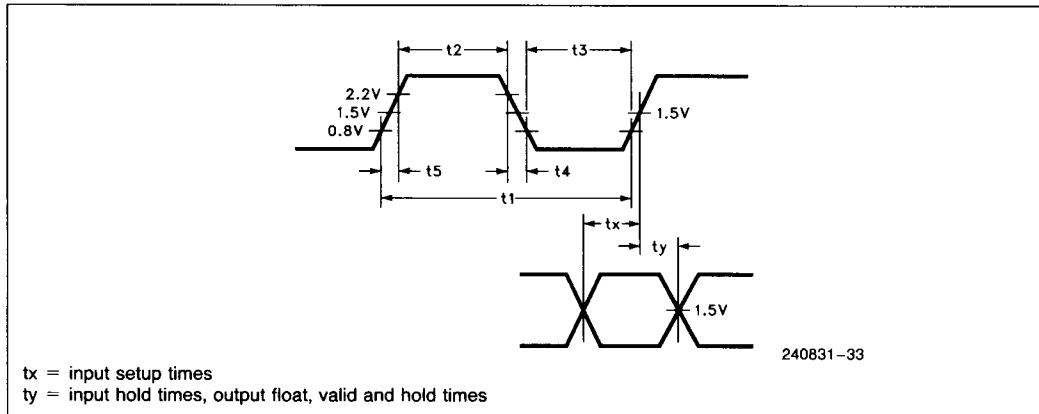 t2
t3
2.2V
1.5V
0.8V
1.5V
t5
t4
t1
tx
ty
1.5V
240831-33
tx = input setup times
ty = input hold times, output float, valid and hold times